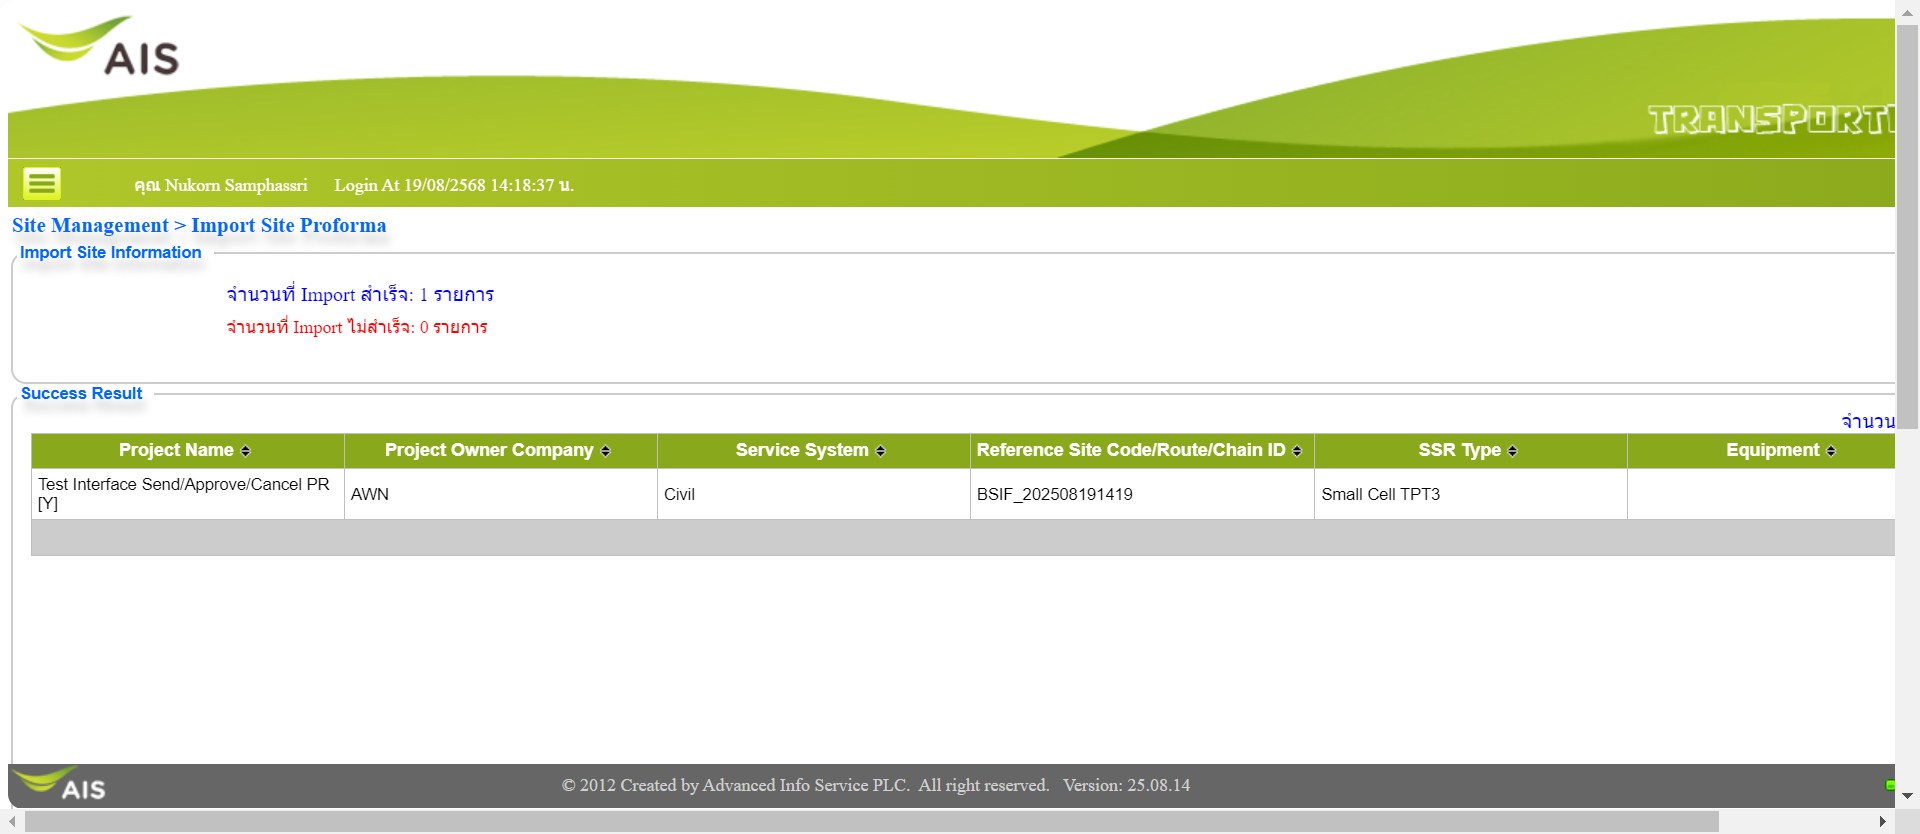 AIS
TRANSPORT
คุณ Nukorn Samphassri Login At 19/08/2568 14:18:37 น.
Site Management > Import Site Proforma
Import Site Information
จำนวนที่ Import สำเร็จ: 1 รายการ
จำนวนที่ Import ไม่สำเร็จ: 0 รายการ
Success Result
จำนวน
Project Name Project Owner Company Service System Reference Site Code/Route/Chain ID SSR Type Equipment
Test Interface Send/Approve/Cancel PR
[Y] AWN Civil BSIF_202508191419 Small Cell TPT3
AIS © 2012 Created by Advanced Info Service PLC. All right reserved. Version: 25.08.14